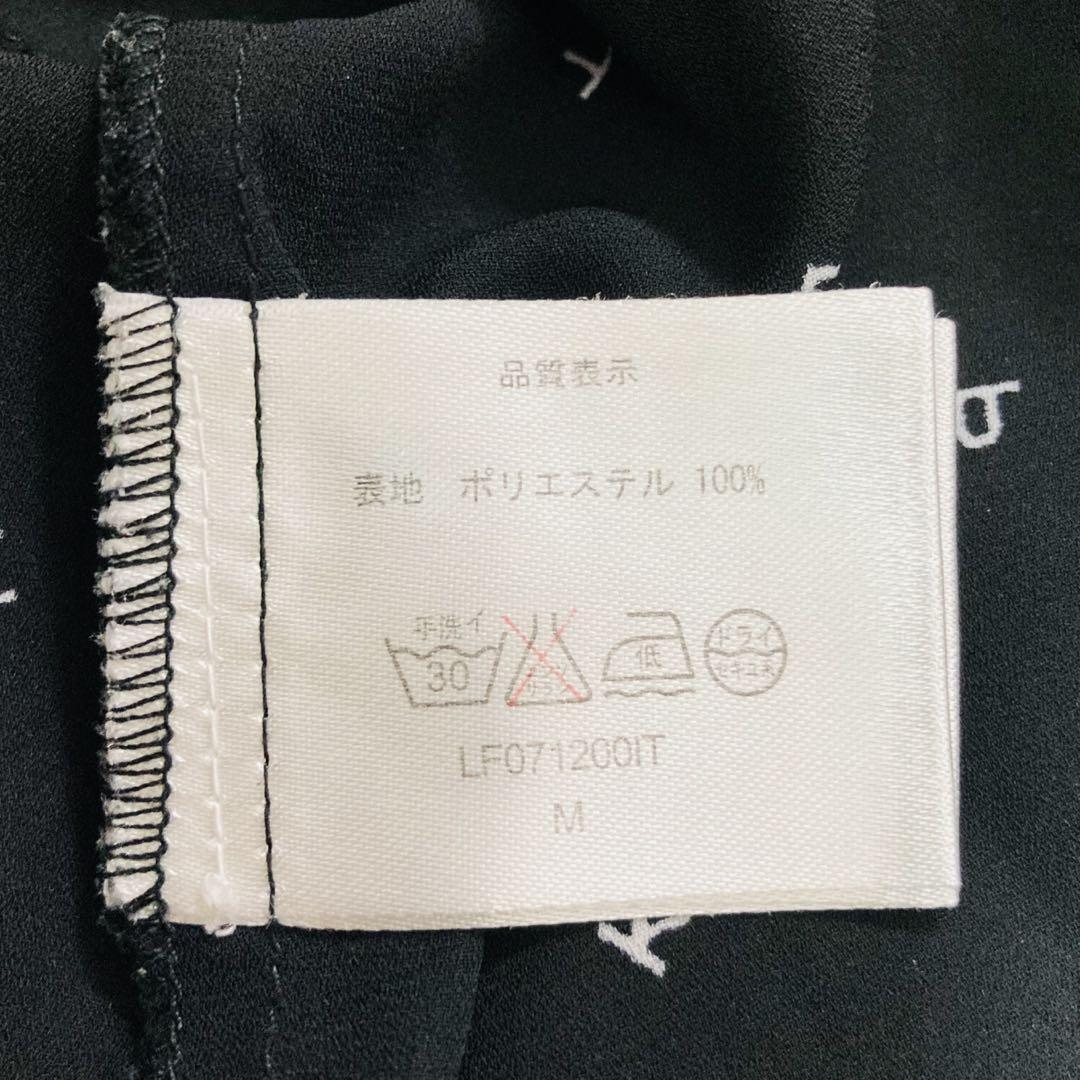 品質表示
表地 ポリエステル 100%
手洗イ
30
低
ドライ
セキユ系
LF071200IT
M